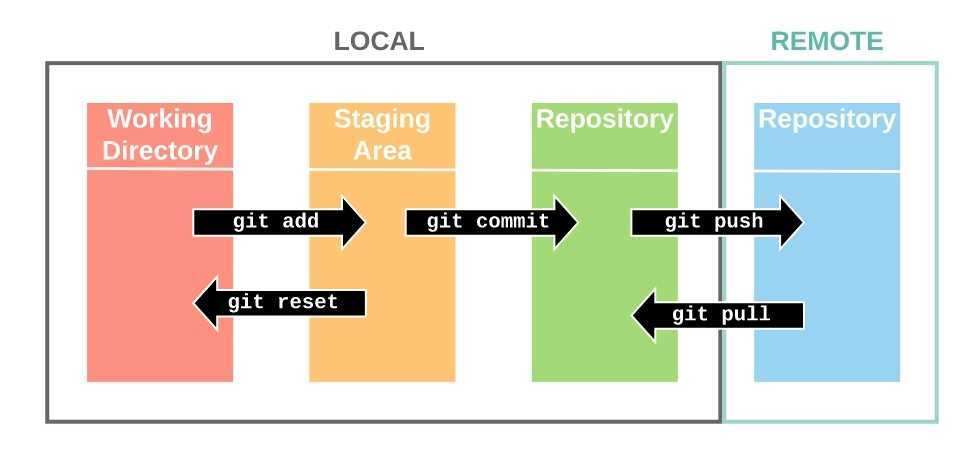 LOCAL
REMOTE
Working
Directory
Staging
Area
Repository
Repository
git add
git commit
git push
git reset
git pull